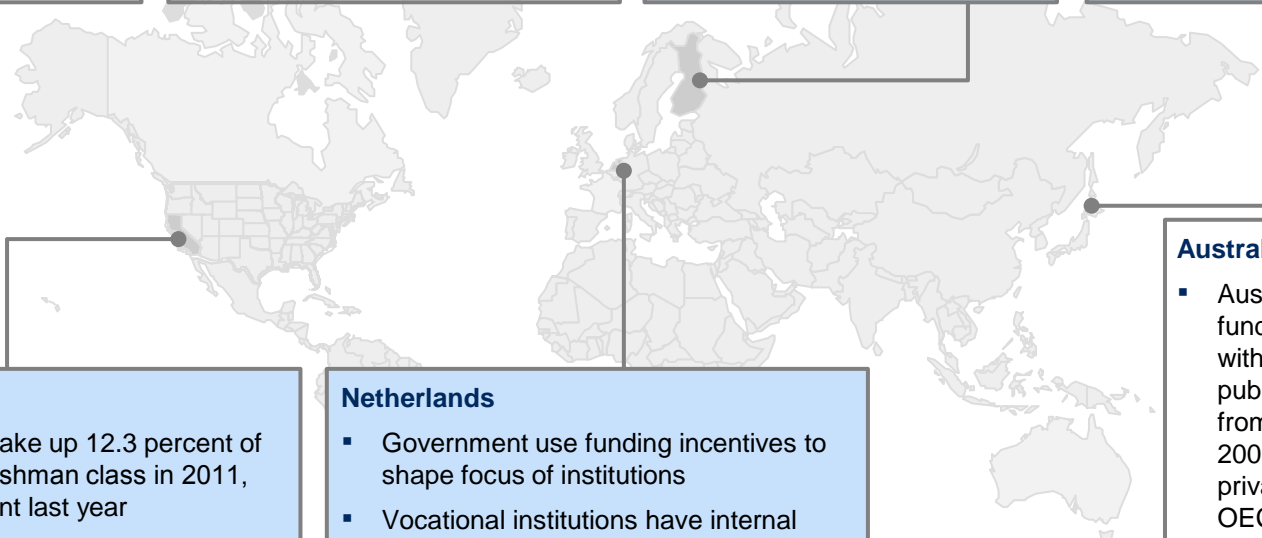 ake up 12.3 percent of
shman class in 2011,
nt last year
Netherlands
▪ Government use funding incentives to
shape focus of institutions
▪ Vocational institutions have internal
Austral
▪ Aus
func
with
pub
from
200
priva
OEC